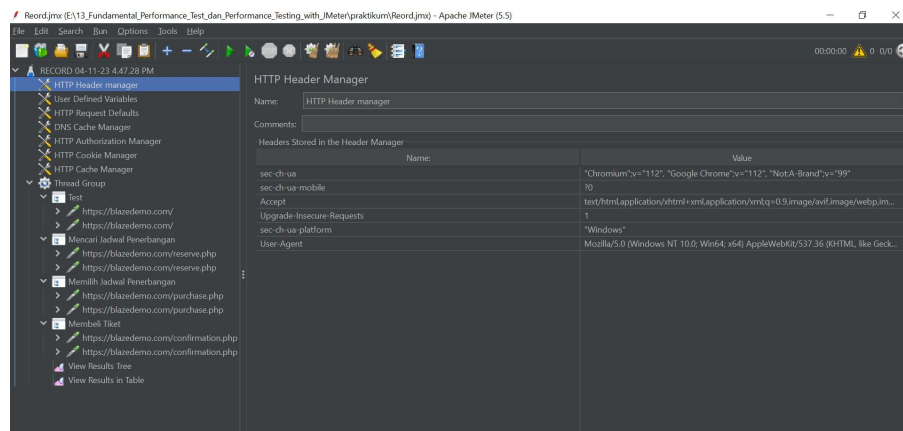 Reord.jmx (E:\13_Fundamental_Performance_Test_dan_Performance_Testing_with_JMeter\praktikum\Reord.jmx) - Apache JMeter (5.5)
File Edit Search Run Options Tools Help
00:00:00 0 0/0
RECORD 04-11-23 4.47.28 PM
HTTP Header manager
User Defined Variables
HTTP Request Defaults
DNS Cache Manager
HTTP Authorization Manager
HTTP Cookie Manager
HTTP Cache Manager
Thread Group
Test
https://blazedemo.com/
https://blazedemo.com/
Mencari Jadwal Penerbangan
https://blazedemo.com/reserve.php
https://blazedemo.com/reserve.php
Memilih Jadwal Penerbangan
https://blazedemo.com/purchase.php
https://blazedemo.com/purchase.php
Membeli Tiket
https://blazedemo.com/confirmation.php
https://blazedemo.com/confirmation.php
View Results Tree
View Results in Table
HTTP Header Manager
Name: HTTP Header manager
Comments:
Headers Stored in the Header Manager
Name: Value
sec-ch-ua "Chromium";v="112", "Google Chrome";v="112", "Not:A-Brand";v="99"
sec-ch-ua-mobile ?0
Accept text/html,application/xhtml+xml,application/xml;q=0.9,image/avif,image/webp,im...
Upgrade-Insecure-Requests 1
sec-ch-ua-platform "Windows"
User-Agent Mozilla/5.0 (Windows NT 10.0; Win64; x64) AppleWebKit/537.36 (KHTML, like Geck...